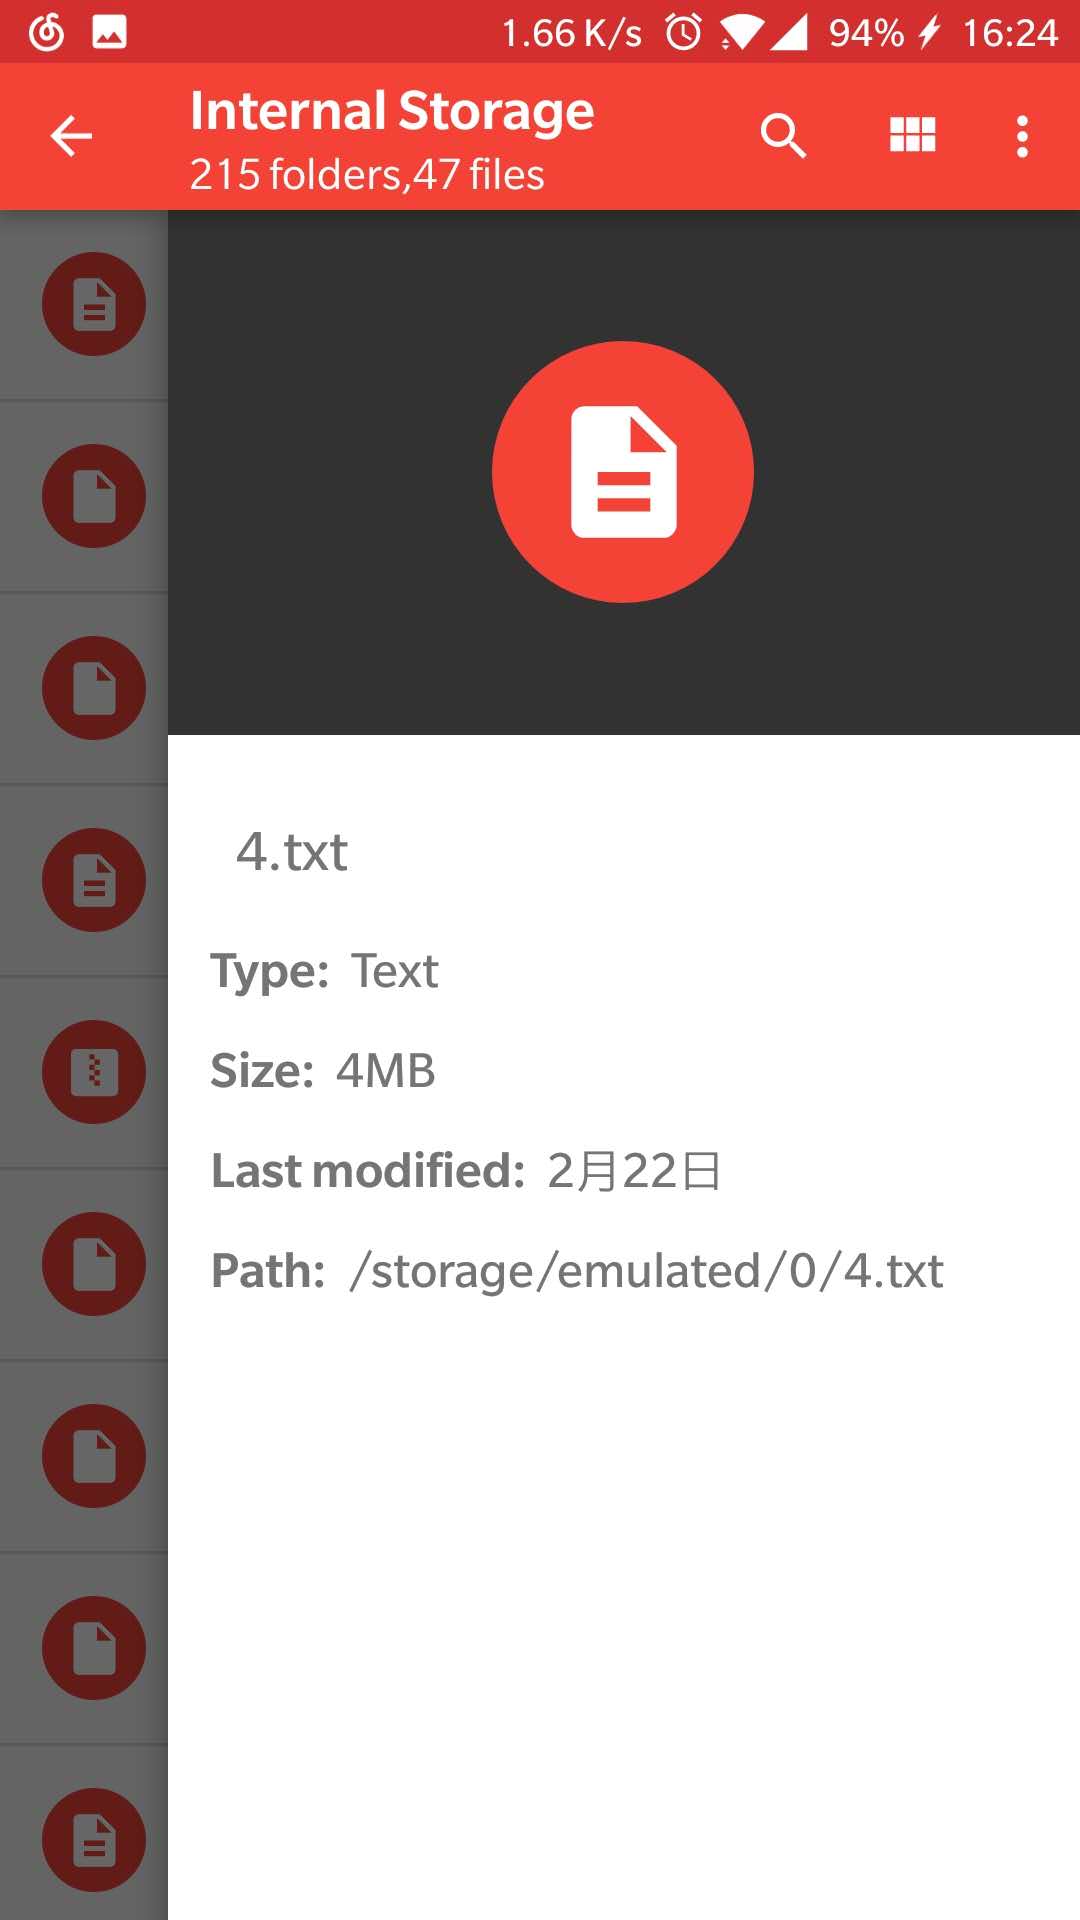 1.66 K/s 94% 16:24
Internal Storage
215 folders,47 files
4.txt
Type: Text
Size: 4MB
Last modified: 2月22日
Path: /storage/emulated/0/4.txt